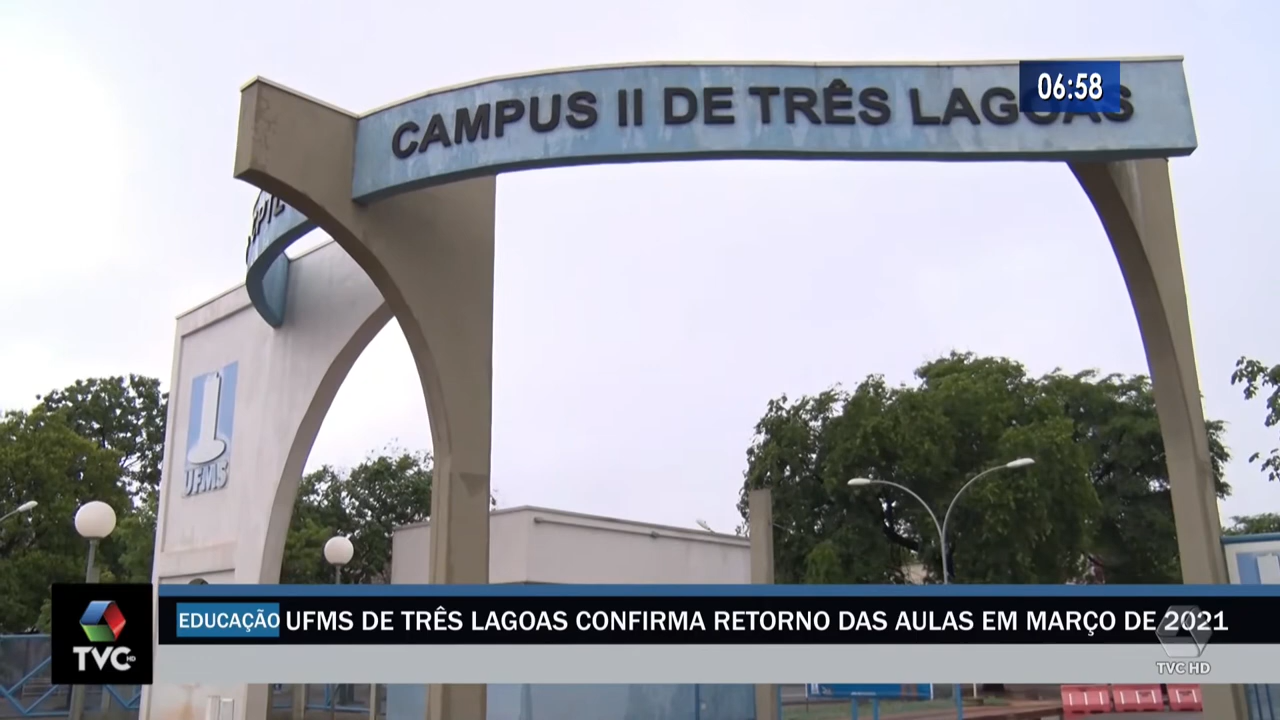 06:58
CAMPUS II DE TRÊS LAGOAS
UFMS
EDUCAÇÃO UFMS DE TRÊS LAGOAS CONFIRMA RETORNO DAS AULAS EM MARÇO DE 2021
TVC HD
TVC HD